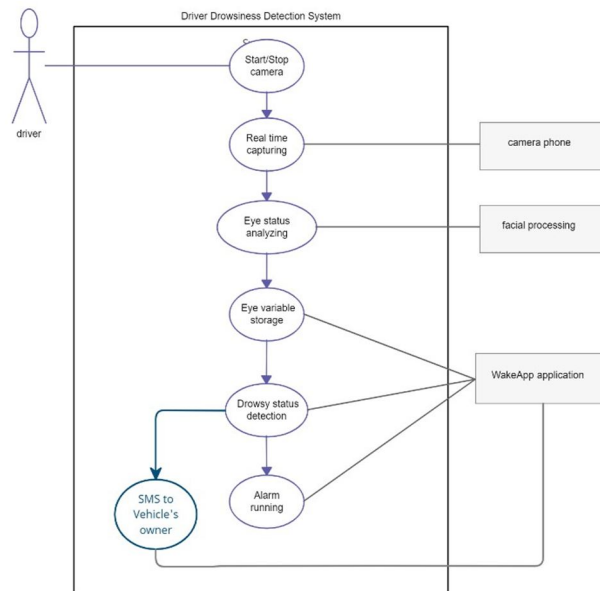 Driver Drowsiness Detection System
Start/Stop
camera
driver
Real time
capturing
camera phone
Eye status
analyzing
facial processing
Eye variable
storage
WakeApp application
Drowsy status
detection
SMS to
Vehicle's
owner
Alarm
running